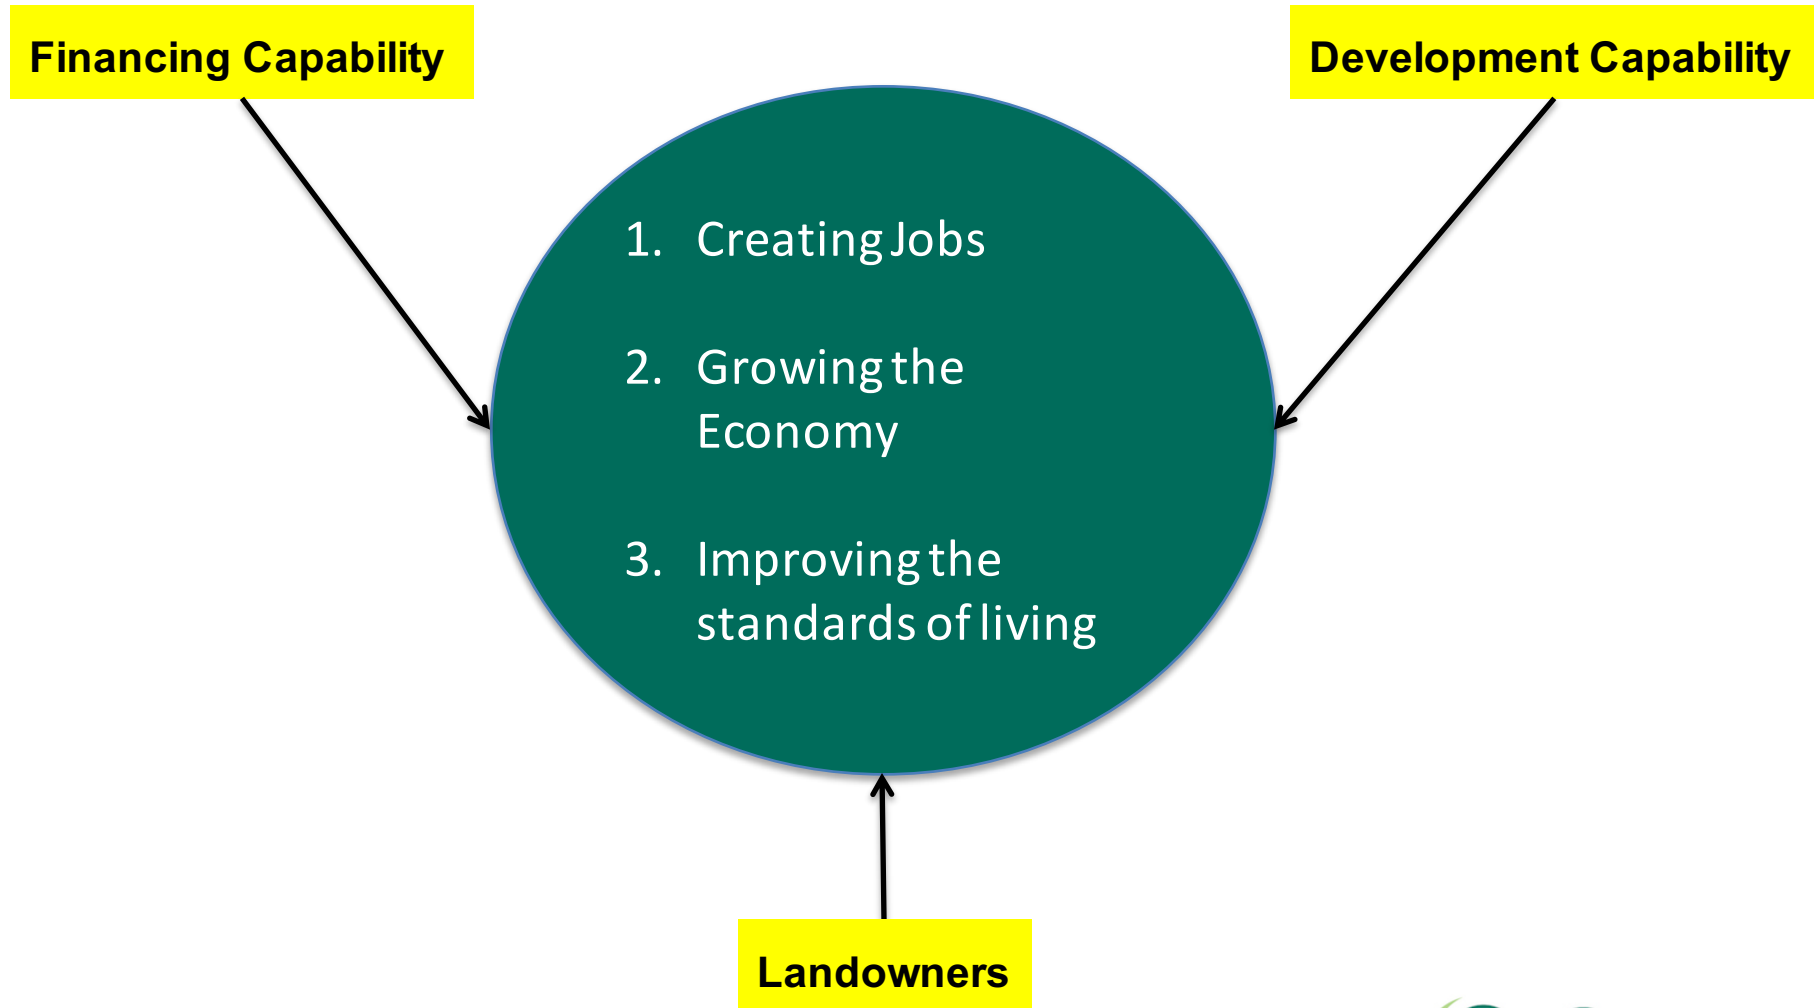 Financing Capability
Development Capability
1. Creating Jobs
2. Growing the
Economy
3. Improving the
standards of living
Landowners